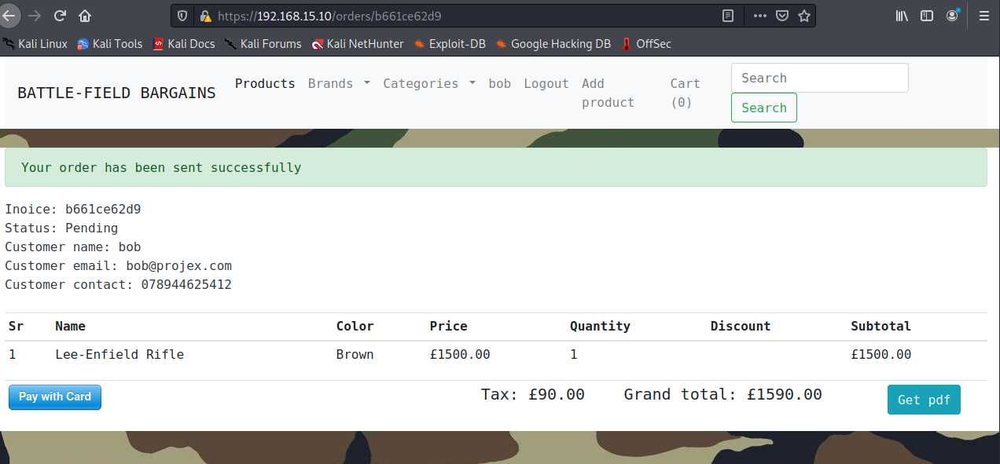 https://192.168.15.10/orders/b661ce62d9
Kali Linux Kali Tools Kali Docs Kali Forums Kali NetHunter Exploit-DB Google Hacking DB OffSec
BATTLE-FIELD BARGAINS Products Brands Categories bob Logout Add product Cart (0) Search
Search
Your order has been sent successfully
Inoice: b661ce62d9
Status: Pending
Customer name: bob
Customer email: bob@projex.com
Customer contact: 078944625412
Sr Name Color Price Quantity Discount Subtotal
1 Lee-Enfield Rifle Brown £1500.00 1 £1500.00
Pay with Card Tax: £90.00 Grand total: £1590.00 Get pdf